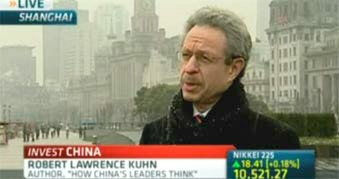 LIVE
SHANGHAI
INVEST CHINA
ROBERT LAWRENCE KUHN
AUTHOR, "HOW CHINA'S LEADERS THINK"
NIKKEI 225
▲ 18.41 (+0.18%)
10,521.27